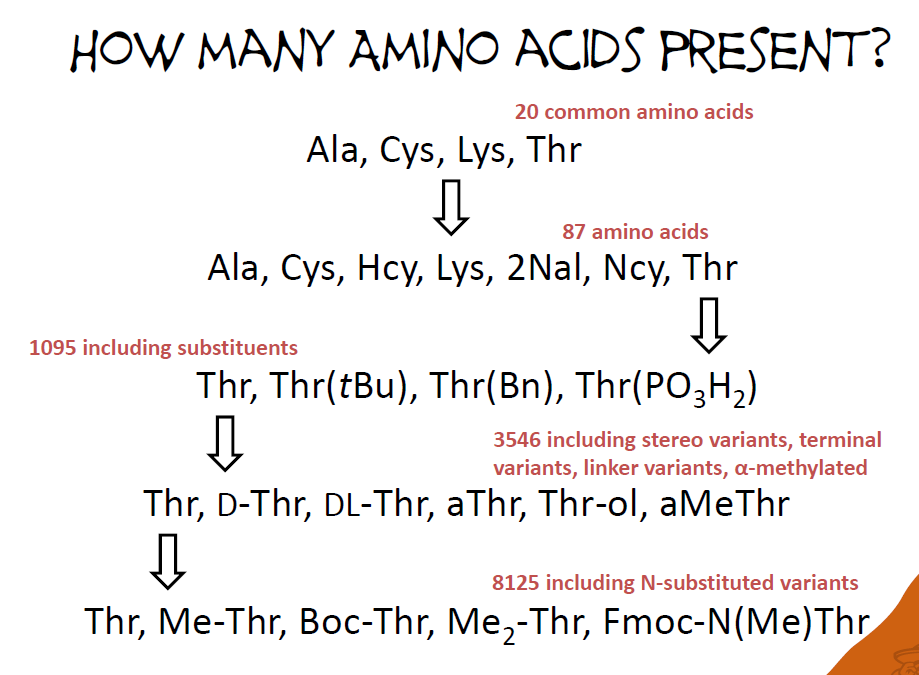 HOW MANY AMINO ACIDS PRESENT?
20 common amino acids
Ala, Cys, Lys, Thr
87 amino acids
Ala, Cys, Hcy, Lys, 2Nal, Ncy, Thr
1095 including substituents
Thr, Thr(tBu), Thr(Bn), Thr(PO₃H₂)
3546 including stereo variants, terminal
variants, linker variants, α-methylated
Thr, D-Thr, DL-Thr, aThr, Thr-ol, aMeThr
8125 including N-substituted variants
Thr, Me-Thr, Boc-Thr, Me₂-Thr, Fmoc-N(Me)Thr